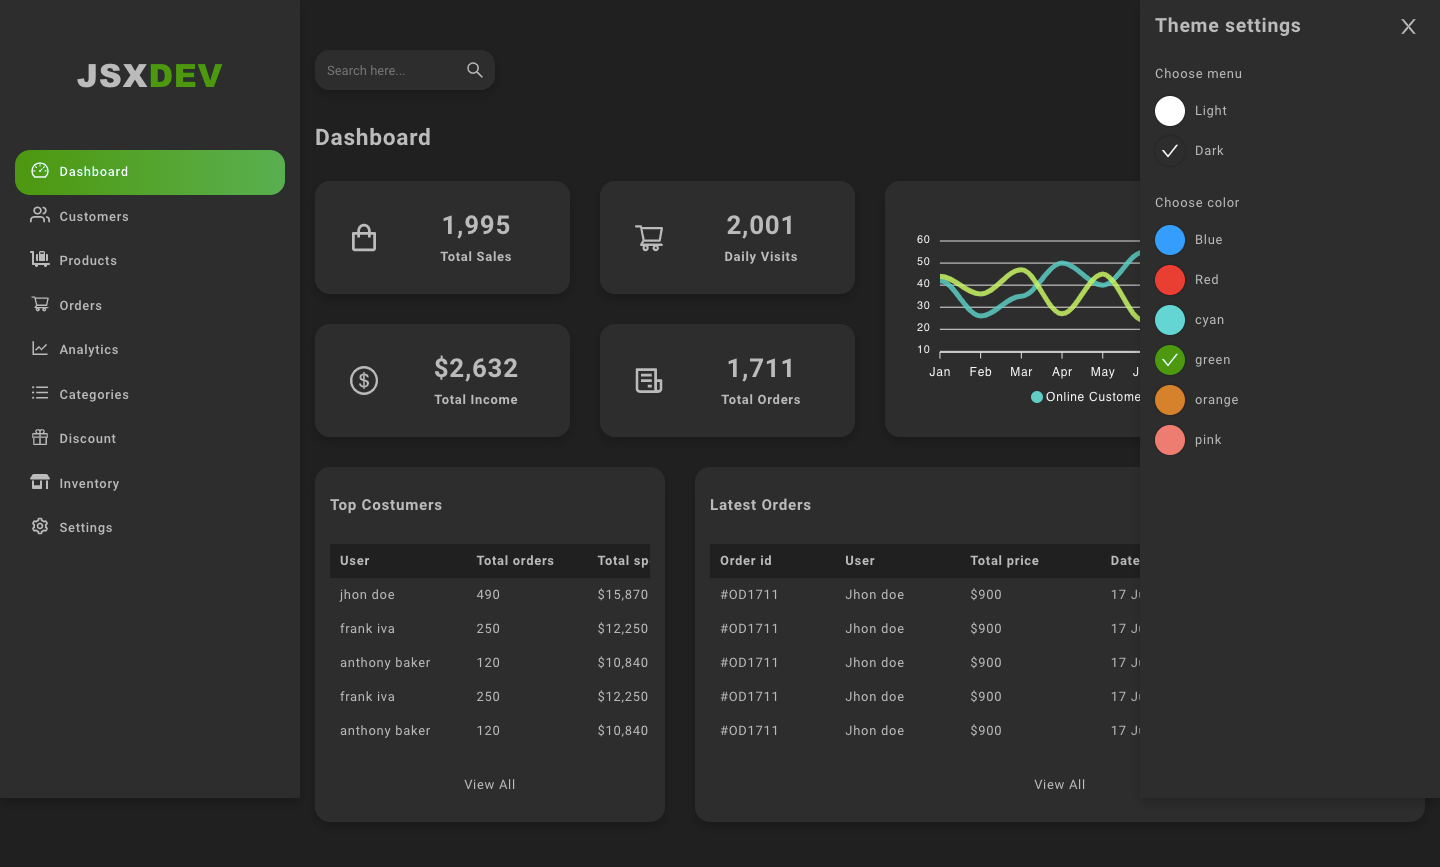 JSXDEV
Dashboard
Customers
Products
Orders
Analytics
Categories
Discount
Inventory
Settings
Search here...
Dashboard
1,995
Total Sales
2,001
Daily Visits
$2,632
Total Income
1,711
Total Orders
60
50
40
30
20
10
Jan Feb Mar Apr May J
Online Custome
Top Costumers
User Total orders Total sp
jhon doe 490 $15,870
frank iva 250 $12,250
anthony baker 120 $10,840
frank iva 250 $12,250
anthony baker 120 $10,840
View All
Latest Orders
Order id User Total price Date
#OD1711 Jhon doe $900 17 Ju
#OD1711 Jhon doe $900 17 Ju
#OD1711 Jhon doe $900 17 Ju
#OD1711 Jhon doe $900 17 Ju
#OD1711 Jhon doe $900 17 Ju
View All
Theme settings X
Choose menu
Light
Dark
Choose color
Blue
Red
cyan
green
orange
pink